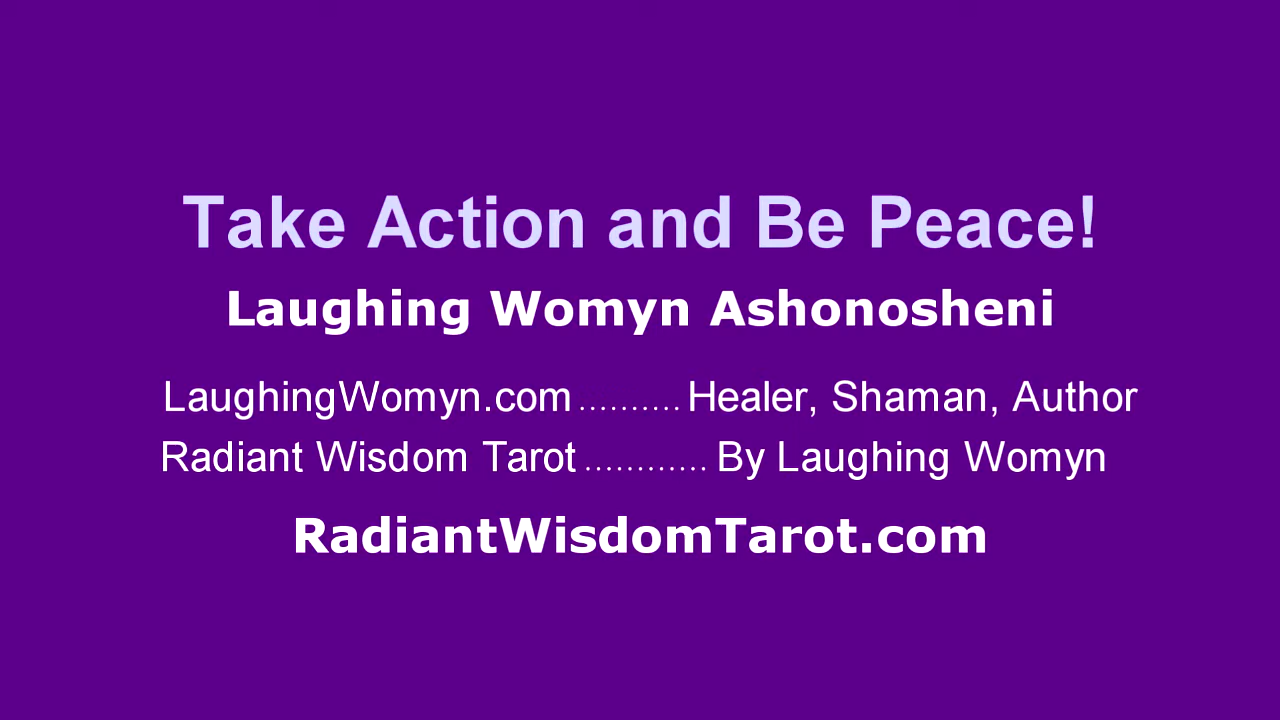 Take Action and Be Peace!
Laughing Womyn Ashonosheni
LaughingWomyn.com .......... Healer, Shaman, Author
Radiant Wisdom Tarot ............ By Laughing Womyn
RadiantWisdomTarot.com